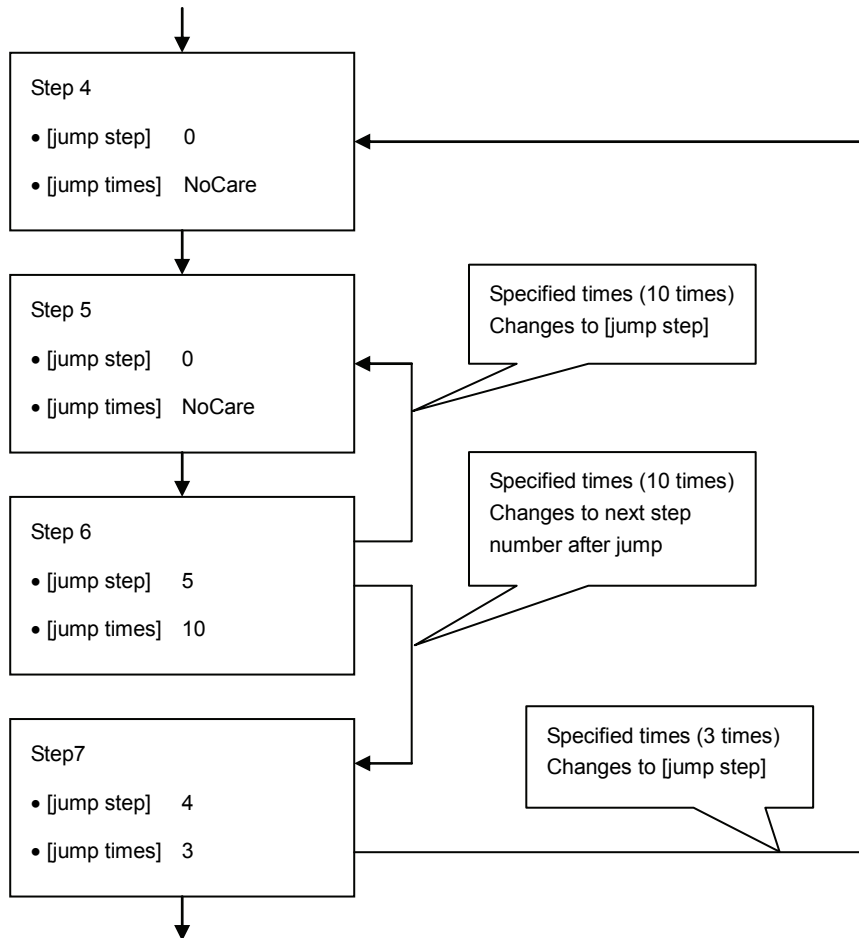 Step 4
• [jump step] 0
• [jump times] NoCare
Step 5
• [jump step] 0
• [jump times] NoCare
Specified times (10 times)
Changes to [jump step]
Step 6
• [jump step] 5
• [jump times] 10
Specified times (10 times)
Changes to next step
number after jump
Step7
• [jump step] 4
• [jump times] 3
Specified times (3 times)
Changes to [jump step]